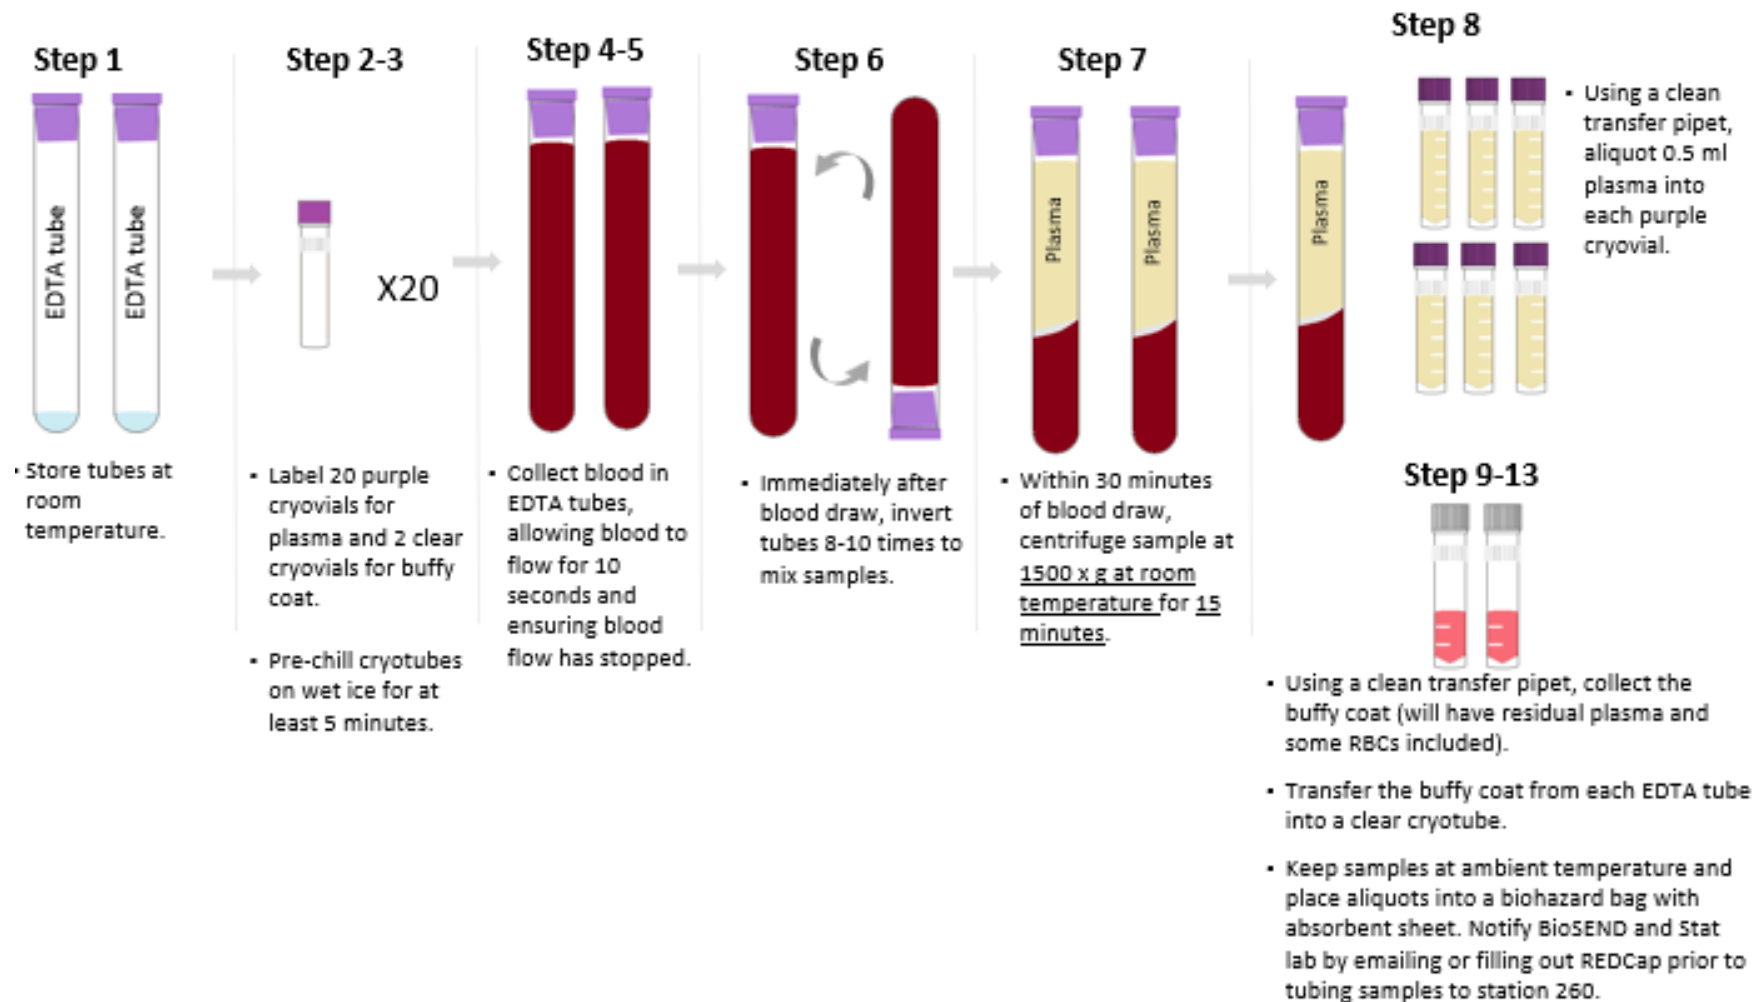 Step 1
EDTA tube
EDTA tube
▪ Store tubes at
room
temperature.
Step 2-3
X20
▪ Label 20 purple
cryovials for
plasma and 2 clear
cryovials for buffy
coat.
▪ Pre-chill cryotubes
on wet ice for at
least 5 minutes.
Step 4-5
▪ Collect blood in
EDTA tubes,
allowing blood to
flow for 10
seconds and
ensuring blood
flow has stopped.
Step 6
▪ Immediately after
blood draw, invert
tubes 8-10 times to
mix samples.
Step 7
Plasma
Plasma
▪ Within 30 minutes
of blood draw,
centrifuge sample at
1500 x g at room
temperature for 15
minutes.
Step 8
Plasma
▪ Using a clean
transfer pipet,
aliquot 0.5 ml
plasma into
each purple
cryovial.
Step 9-13
▪ Using a clean transfer pipet, collect the
buffy coat (will have residual plasma and
some RBCs included).
▪ Transfer the buffy coat from each EDTA tube
into a clear cryotube.
▪ Keep samples at ambient temperature and
place aliquots into a biohazard bag with
absorbent sheet. Notify BioSEND and Stat
lab by emailing or filling out REDCap prior to
tubing samples to station 260.